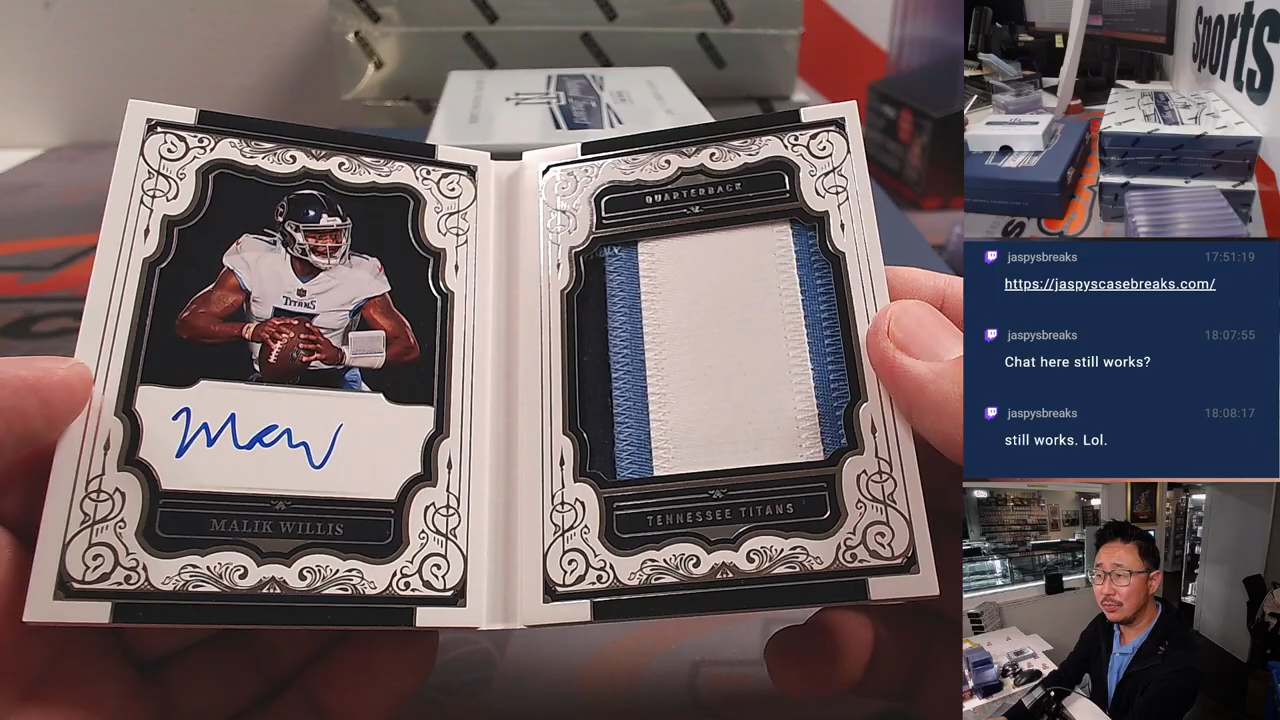 QUARTERBACK
TITANS
MALIK WILLIS
TENNESSEE TITANS
sports
jaspysbreaks 17:51:19
https://jaspyscasebreaks.com/
jaspysbreaks 18:07:55
Chat here still works?
jaspysbreaks 18:08:17
still works. Lol.